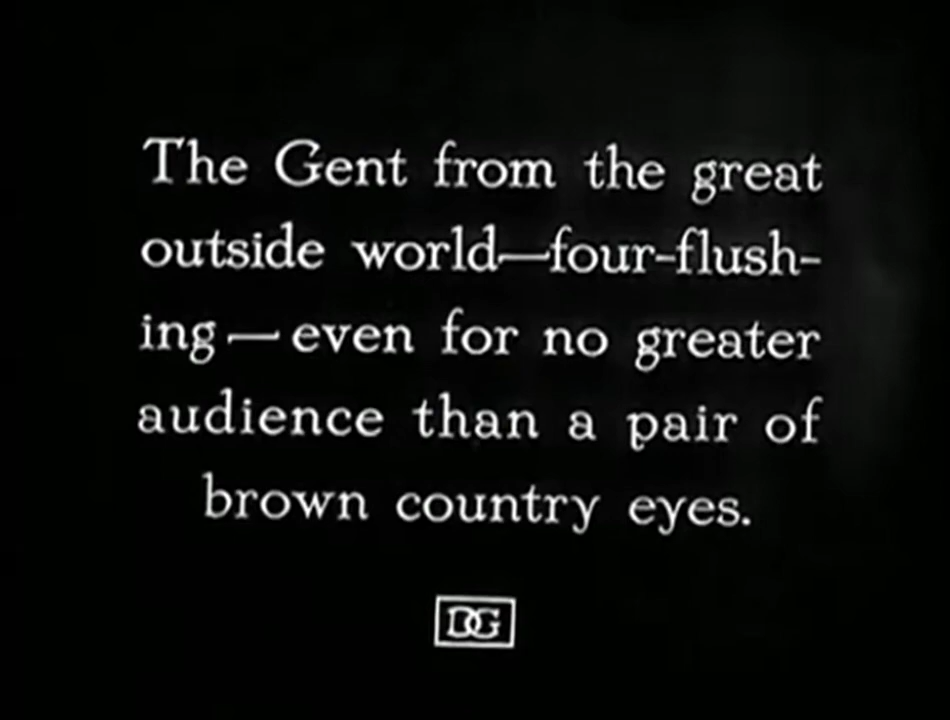 The Gent from the great
outside world—four-flush-
ing — even for no greater
audience than a pair of
brown country eyes.
DG